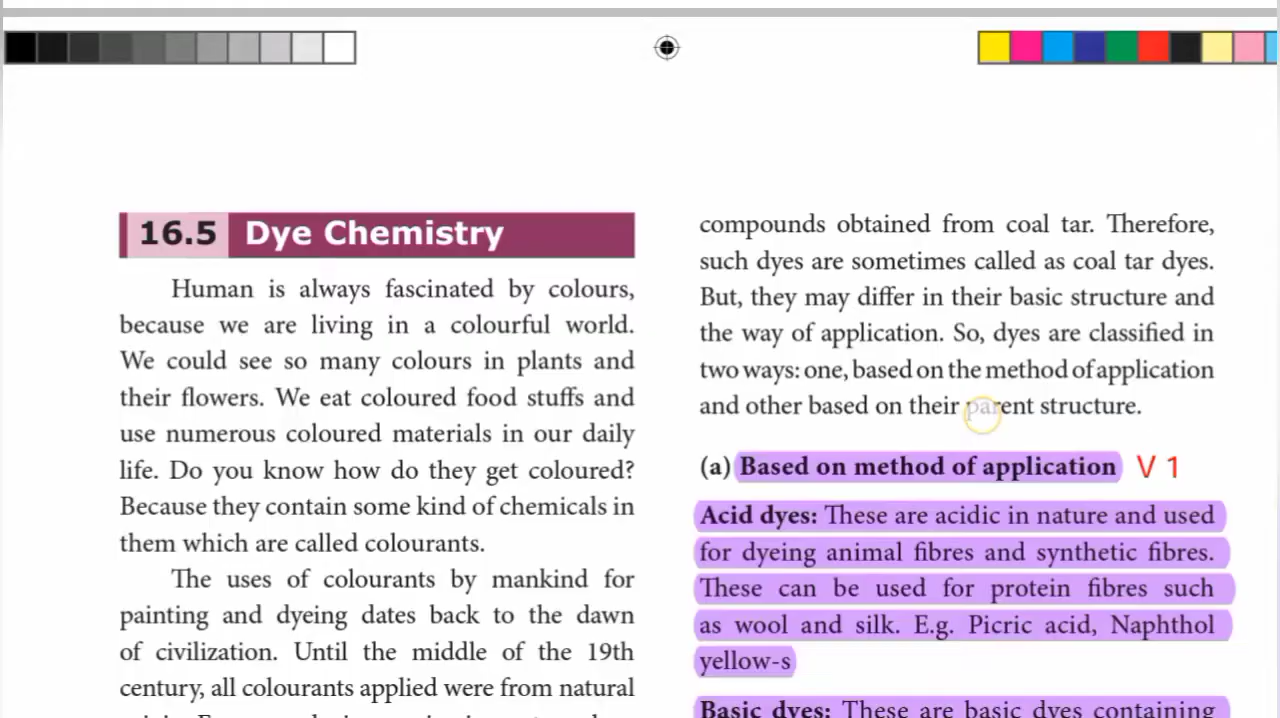 16.5 Dye Chemistry
Human is always fascinated by colours,
because we are living in a colourful world.
We could see so many colours in plants and
their flowers. We eat coloured food stuffs and
use numerous coloured materials in our daily
life. Do you know how do they get coloured?
Because they contain some kind of chemicals in
them which are called colourants.
The uses of colourants by mankind for
painting and dyeing dates back to the dawn
of civilization. Until the middle of the 19th
century, all colourants applied were from natural
compounds obtained from coal tar. Therefore,
such dyes are sometimes called as coal tar dyes.
But, they may differ in their basic structure and
the way of application. So, dyes are classified in
two ways: one, based on the method of application
and other based on their parent structure.
(a) Based on method of application V 1
Acid dyes: These are acidic in nature and used
for dyeing animal fibres and synthetic fibres.
These can be used for protein fibres such
as wool and silk. E.g. Picric acid, Naphthol
yellow-s
Basic dyes: These are basic dyes containing